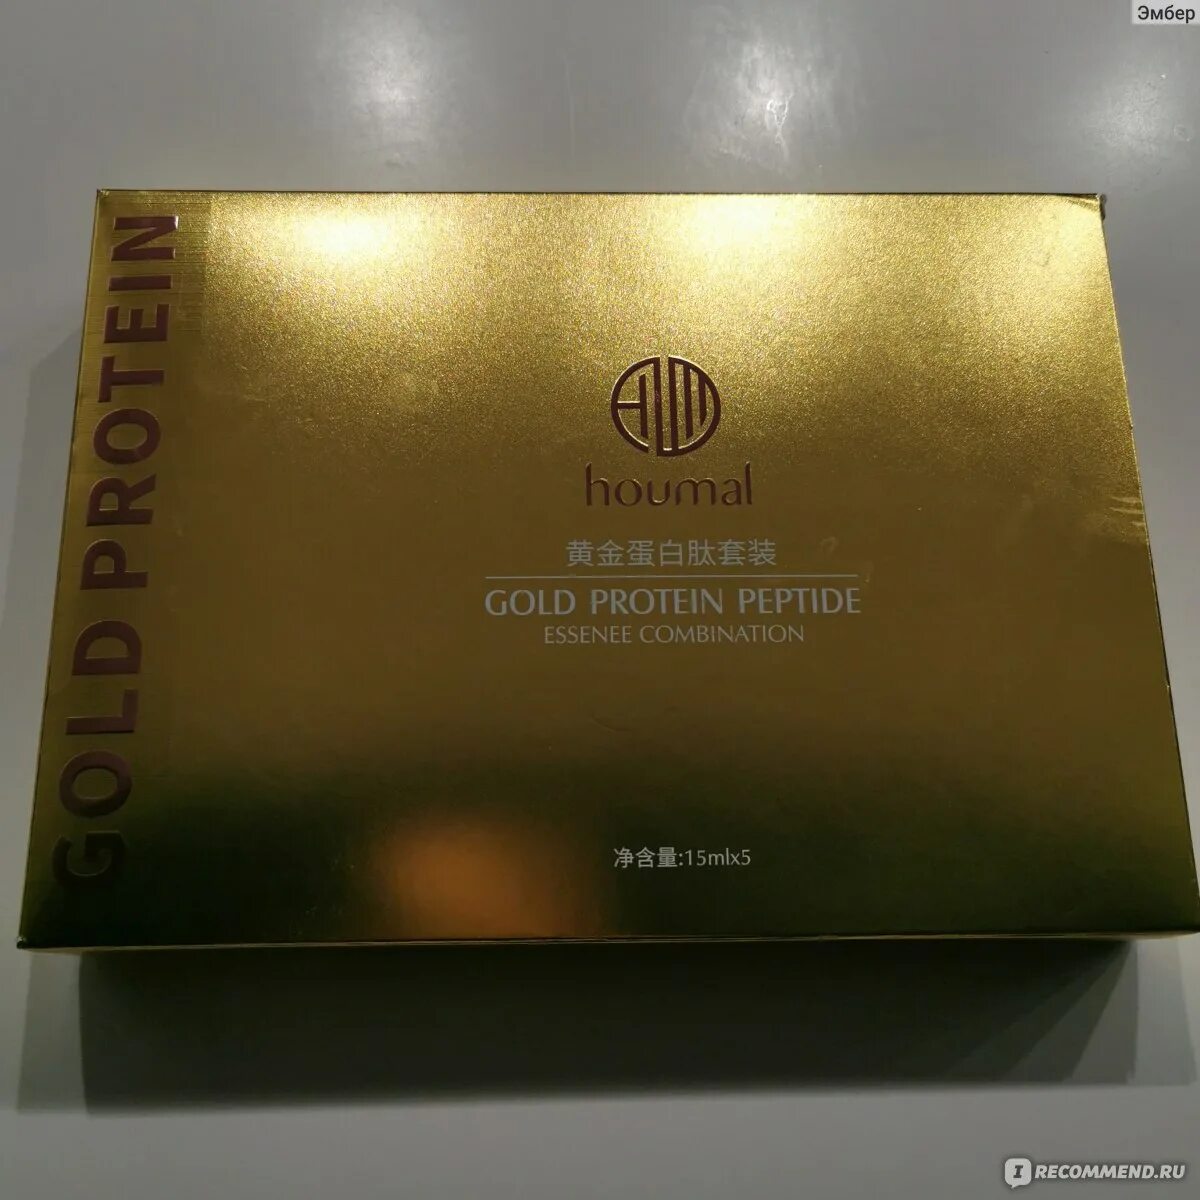 Эмбер
GOLD PROTEIN
houmal
黄金蛋白肽套装
GOLD PROTEIN PEPTIDE
ESSENEE COMBINATION
净含量:15mlx5
IRECOMMEND.RU